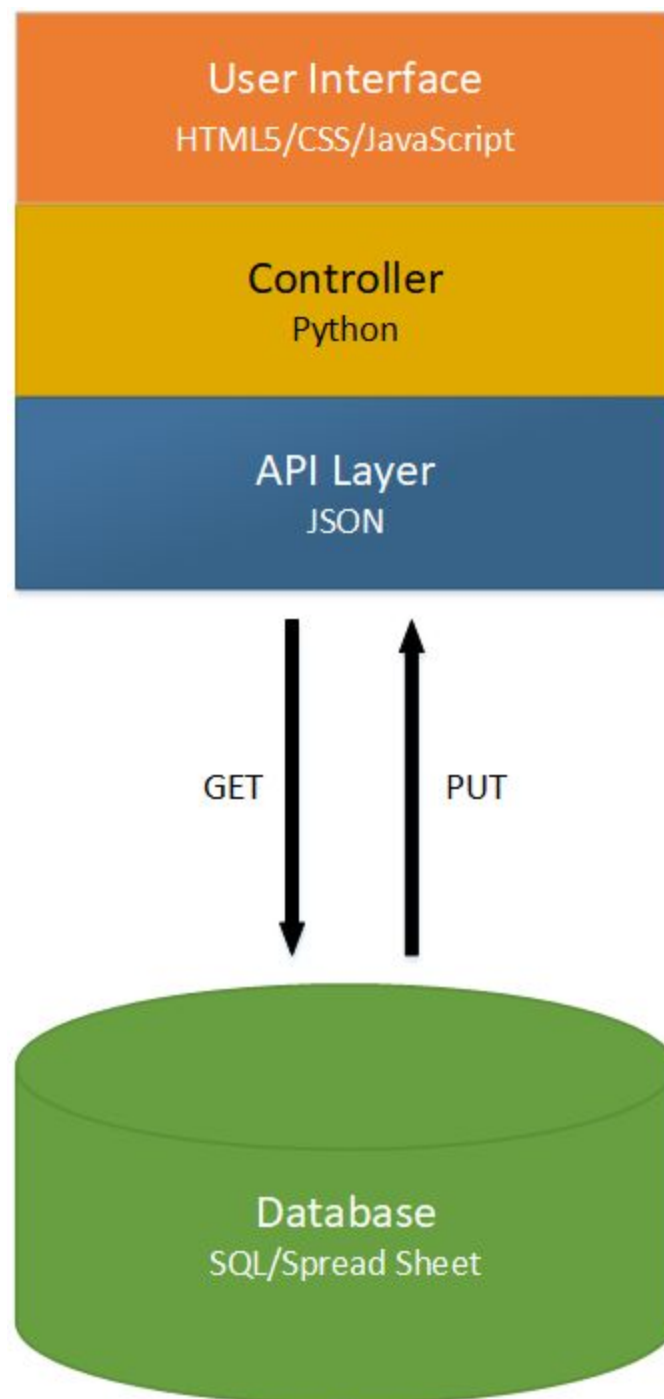 User Interface
HTML5/CSS/JavaScript
Controller
Python
API Layer
JSON
GET
PUT
Database
SQL/Spread Sheet